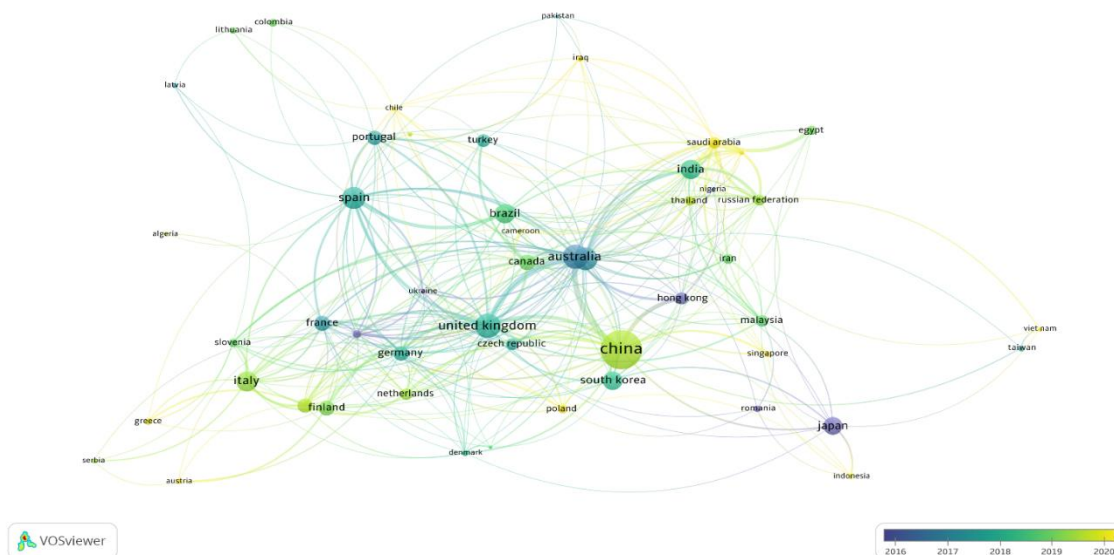 pakistan
colombia
lithuania
iraq
latvia
chile
egypt
portugal
turkey
saudi arabia
india
nigeria
spain
thailand
russian federation
brazil
cameroon
algeria
australia
canada
iran
ukraine
hong kong
france
united kingdom
malaysia
viet nam
slovenia
czech republic
taiwan
germany
china
singapore
italy
south korea
netherlands
finland
poland
romania
greece
japan
denmark
serbia
indonesia
austria
VOSviewer
2016 2017 2018 2019 2020